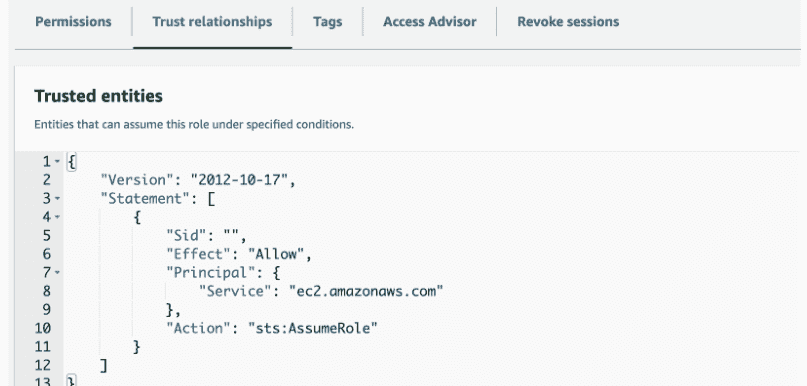 Permissions Trust relationships Tags Access Advisor Revoke sessions
Trusted entities
Entities that can assume this role under specified conditions.
1 {
2 "Version": "2012-10-17",
3 "Statement": [
4 {
5 "Sid": "",
6 "Effect": "Allow",
7 "Principal": {
8 "Service": "ec2.amazonaws.com"
9 },
10 "Action": "sts:AssumeRole"
11 }
12 ]
13 }